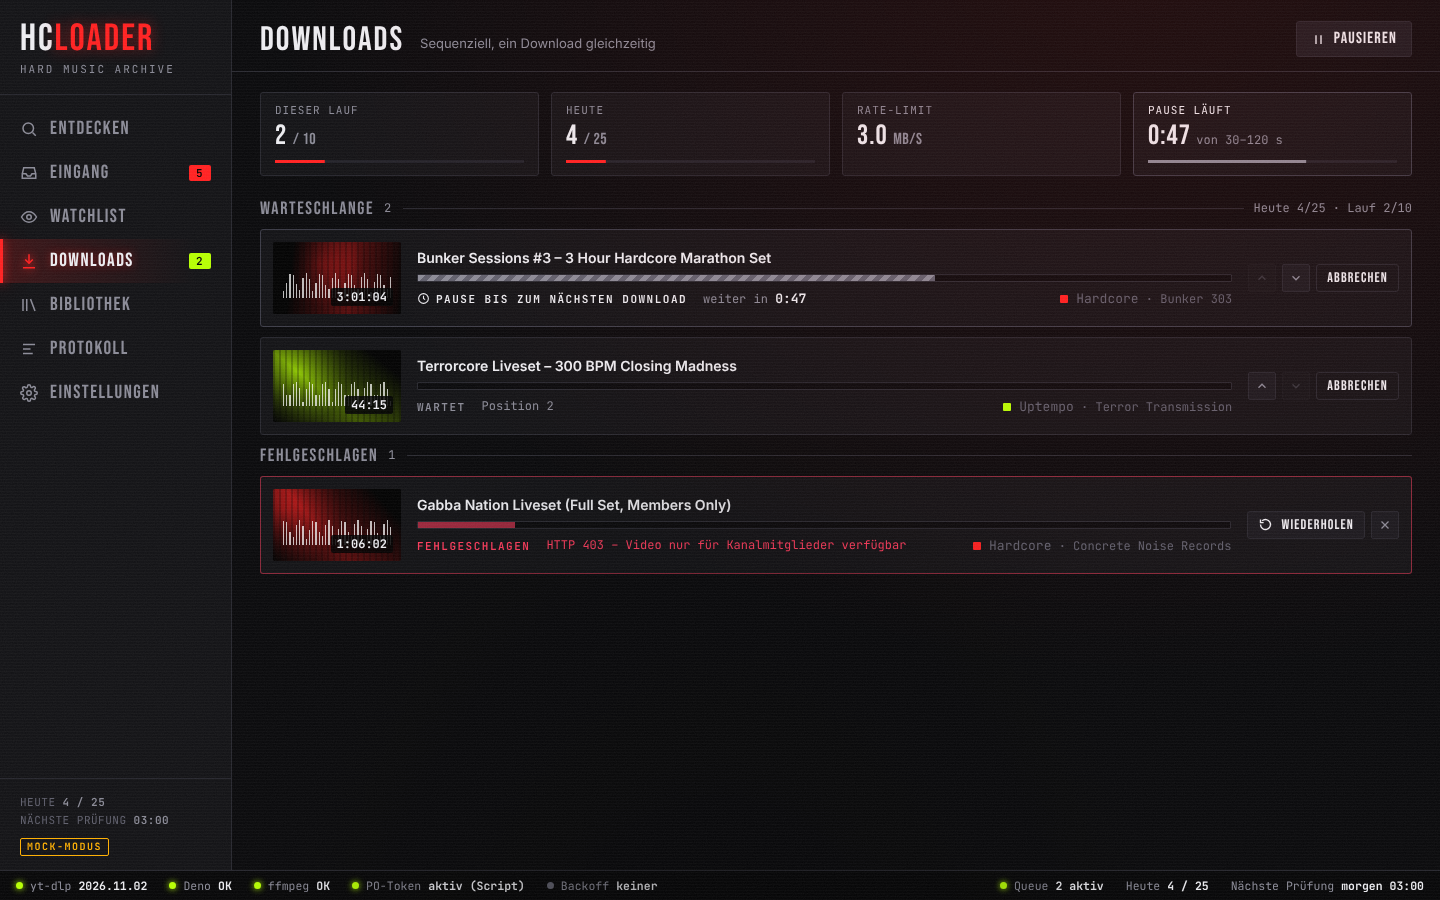 HCLOADER
HARD MUSIC ARCHIVE
ENTDECKEN
EINGANG 5
WATCHLIST
DOWNLOADS 2
BIBLIOTHEK
PROTOKOLL
EINSTELLUNGEN
HEUTE 4 / 25
NÄCHSTE PRÜFUNG 03:00
MOCK-MODUS
DOWNLOADS Sequenziell, ein Download gleichzeitig
PAUSIEREN
DIESER LAUF
2 / 10
HEUTE
4 / 25
RATE-LIMIT
3.0 MB/S
PAUSE LÄUFT
0:47 von 30–120 s
WARTESCHLANGE 2
Heute 4/25 · Lauf 2/10
3:01:04
Bunker Sessions #3 – 3 Hour Hardcore Marathon Set
PAUSE BIS ZUM NÄCHSTEN DOWNLOAD weiter in 0:47
Hardcore · Bunker 303
ABBRECHEN
44:15
Terrorcore Liveset – 300 BPM Closing Madness
WARTET Position 2
Uptempo · Terror Transmission
ABBRECHEN
FEHLGESCHLAGEN 1
1:06:02
Gabba Nation Liveset (Full Set, Members Only)
FEHLGESCHLAGEN HTTP 403 – Video nur für Kanalmitglieder verfügbar
Hardcore · Concrete Noise Records
WIEDERHOLEN
yt-dlp 2026.11.02 Deno OK ffmpeg OK PO-Token aktiv (Script) Backoff keiner
Queue 2 aktiv Heute 4 / 25 Nächste Prüfung morgen 03:00